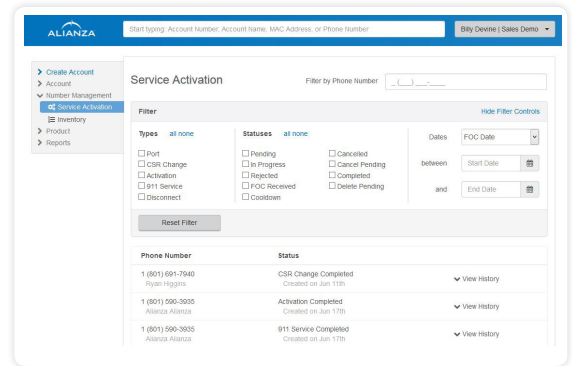 ALIANZA
Start typing: Account Number, Account Name, MAC Address, or Phone Number
Billy Devine | Sales Demo
Create Account
Account
Number Management
Service Activation
Inventory
Product
Reports
Service Activation
Filter by Phone Number
_ (___) ___-____
Filter
Hide Filter Controls
Types all none
Port
CSR Change
Activation
911 Service
Disconnect
Statuses all none
Pending
In Progress
Rejected
FOC Received
Cooldown
Cancelled
Cancel Pending
Completed
Delete Pending
Dates FOC Date
between Start Date
and End Date
Reset Filter
Phone Number Status
1 (801) 691-7940 CSR Change Completed View History
Ryan Higgins Created on Jun 11th
1 (801) 590-3935 Activation Completed View History
Alianza Alianza Created on Jun 17th
1 (801) 590-3935 911 Service Completed View History
Alianza Alianza Created on Jun 17th